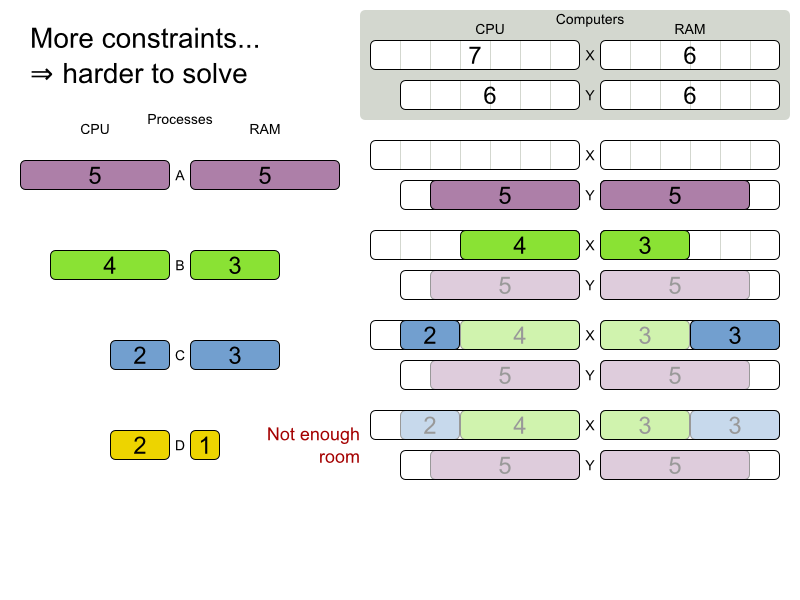 More constraints...
⇒ harder to solve
Computers
CPU RAM
7 X 6
6 Y 6
Processes
CPU RAM
5 A 5
X
5 Y 5
4 B 3
4 X 3
5 Y 5
2 C 3
2 4 X 3 3
5 Y 5
2 D 1
Not enough
room
2 4 X 3 3
5 Y 5